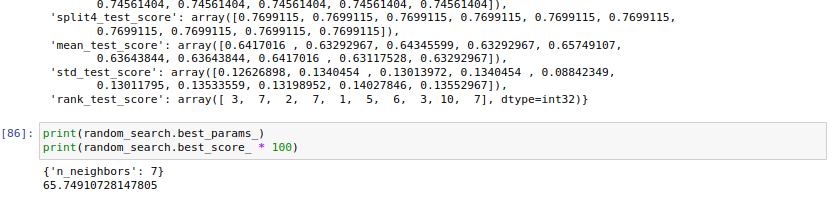 0.74561404, 0.74561404, 0.74561404, 0.74561404, 0.74561404]),
'split4_test_score': array([0.7699115, 0.7699115, 0.7699115, 0.7699115, 0.7699115, 0.7699115,
0.7699115, 0.7699115, 0.7699115, 0.7699115]),
'mean_test_score': array([0.6417016 , 0.63292967, 0.64345599, 0.63292967, 0.65749107,
0.63643844, 0.63643844, 0.6417016 , 0.63117528, 0.63292967]),
'std_test_score': array([0.12626898, 0.1340454 , 0.13013972, 0.1340454 , 0.08842349,
0.13011795, 0.13533559, 0.13198952, 0.14027846, 0.13552967]),
'rank_test_score': array([ 3, 7, 2, 7, 1, 5, 6, 3, 10, 7], dtype=int32)}
[86]: print(random_search.best_params_)
print(random_search.best_score_ * 100)
{'n_neighbors': 7}
65.74910728147805